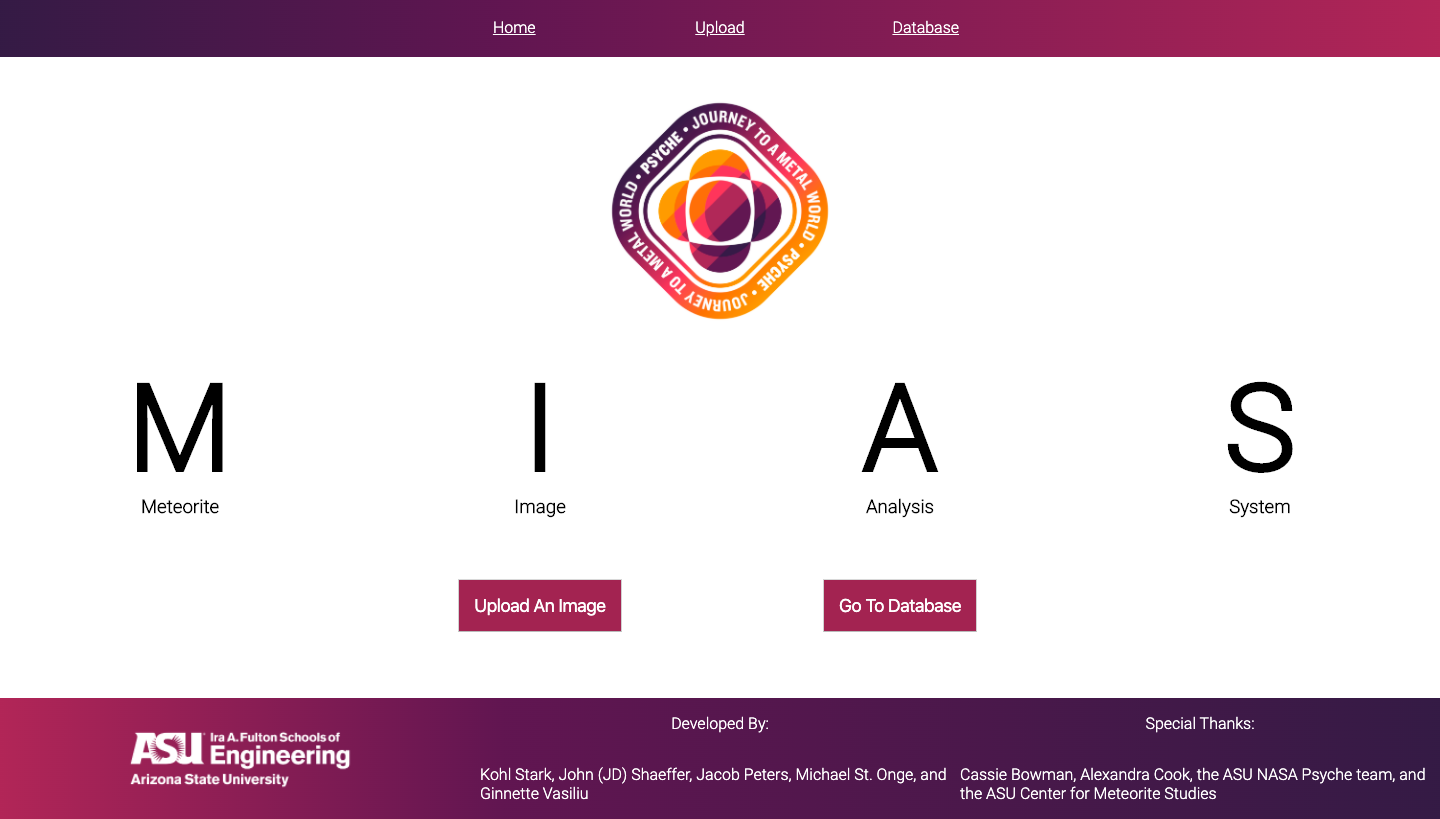 Home Upload Database
PSYCHE • JOURNEY TO A METAL WORLD • PSYCHE • JOURNEY TO A METAL WORLD •
M I A S
Meteorite Image Analysis System
Upload An Image Go To Database
ASU Ira A. Fulton Schools of
Engineering
Arizona State University
Developed By:
Kohl Stark, John (JD) Shaeffer, Jacob Peters, Michael St. Onge, and
Ginnette Vasiliu
Special Thanks:
Cassie Bowman, Alexandra Cook, the ASU NASA Psyche team, and
the ASU Center for Meteorite Studies